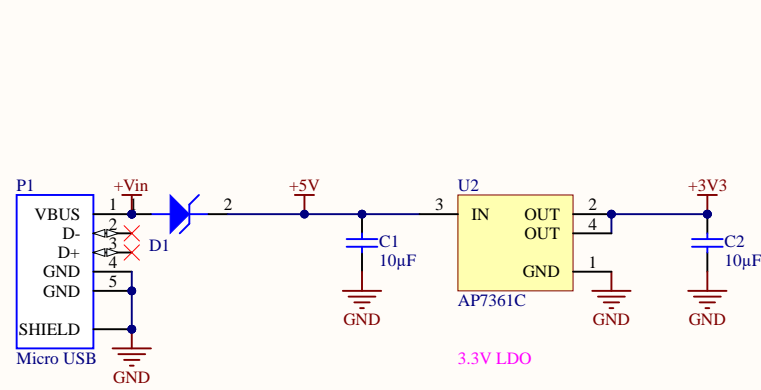 P1
+Vin
+5V
U2
+3V3
VBUS 1 1
2
3 IN OUT 2
D- 2
D+ 3
D1
OUT 4
C1
10µF
C2
10µF
GND 4
GND 5
GND 1
SHIELD
Micro USB
GND
GND
AP7361C
GND
GND
3.3V LDO